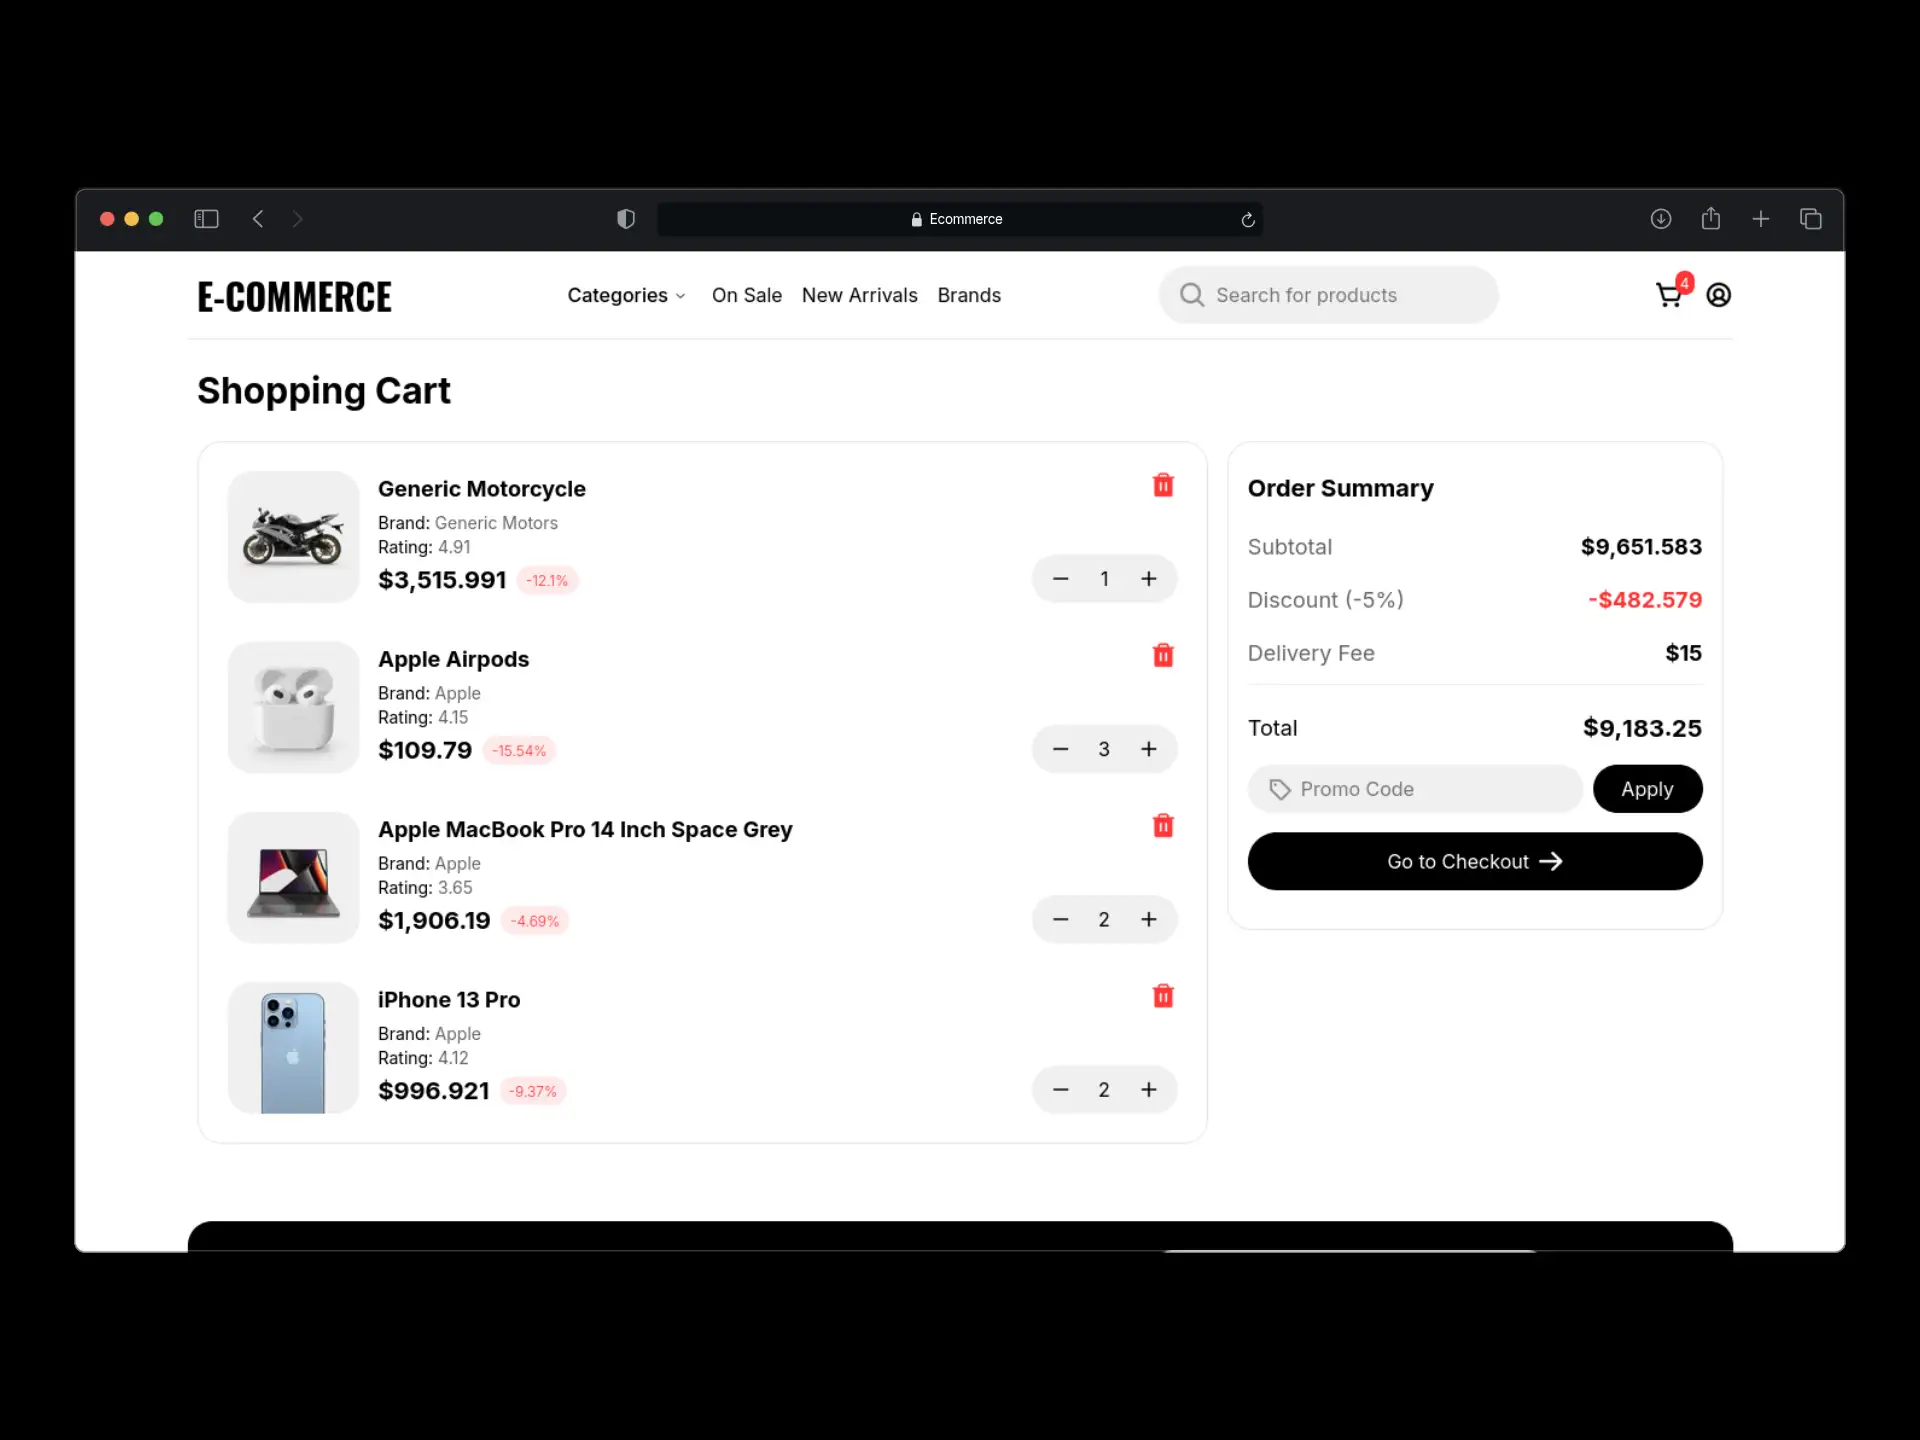 Ecommerce
E-COMMERCE
Categories
On Sale
New Arrivals
Brands
Search for products
4
Shopping Cart
Generic Motorcycle
Brand: Generic Motors
Rating: 4.91
$3,515.991 -12.1%
1
Apple Airpods
Brand: Apple
Rating: 4.15
$109.79 -15.54%
3
Apple MacBook Pro 14 Inch Space Grey
Brand: Apple
Rating: 3.65
$1,906.19 -4.69%
2
iPhone 13 Pro
Brand: Apple
Rating: 4.12
$996.921 -9.37%
2
Order Summary
Subtotal $9,651.583
Discount (-5%) -$482.579
Delivery Fee $15
Total $9,183.25
Promo Code
Apply
Go to Checkout